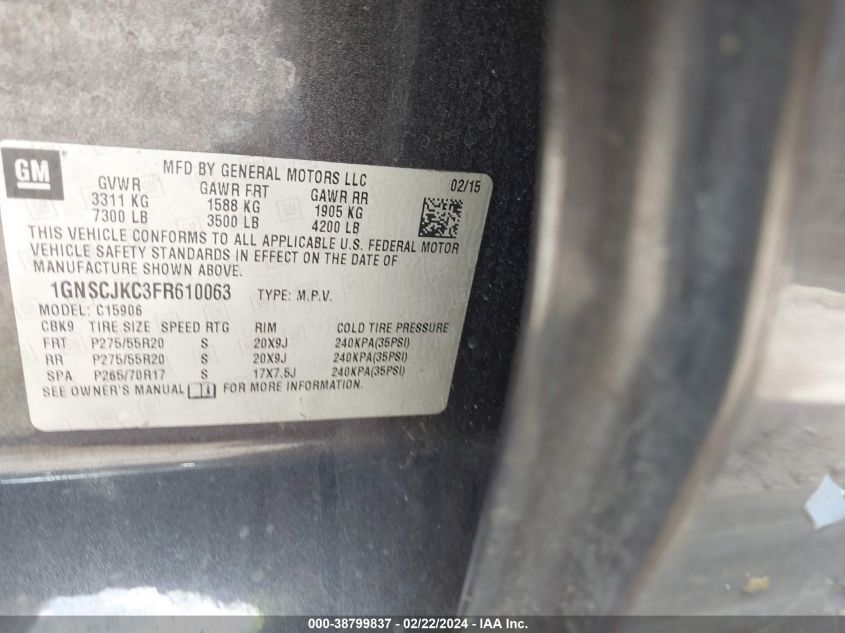 GM
MFD BY GENERAL MOTORS LLC
02/15
GVWR GAWR FRT GAWR RR
3311 KG 1588 KG 1905 KG
7300 LB 3500 LB 4200 LB
THIS VEHICLE CONFORMS TO ALL APPLICABLE U.S. FEDERAL MOTOR
VEHICLE SAFETY STANDARDS IN EFFECT ON THE DATE OF
MANUFACTURE SHOWN ABOVE.
1GNSCJKC3FR610063 TYPE: M.P.V.
MODEL: C15906
CBK9 TIRE SIZE SPEED RTG RIM COLD TIRE PRESSURE
FRT P275/55R20 S 20X9J 240KPA(35PSI)
RR P275/55R20 S 20X9J 240KPA(35PSI)
SPA P265/70R17 S 17X7.5J 240KPA(35PSI)
SEE OWNER'S MANUAL FOR MORE INFORMATION.
000-38799837 - 02/22/2024 - IAA Inc.